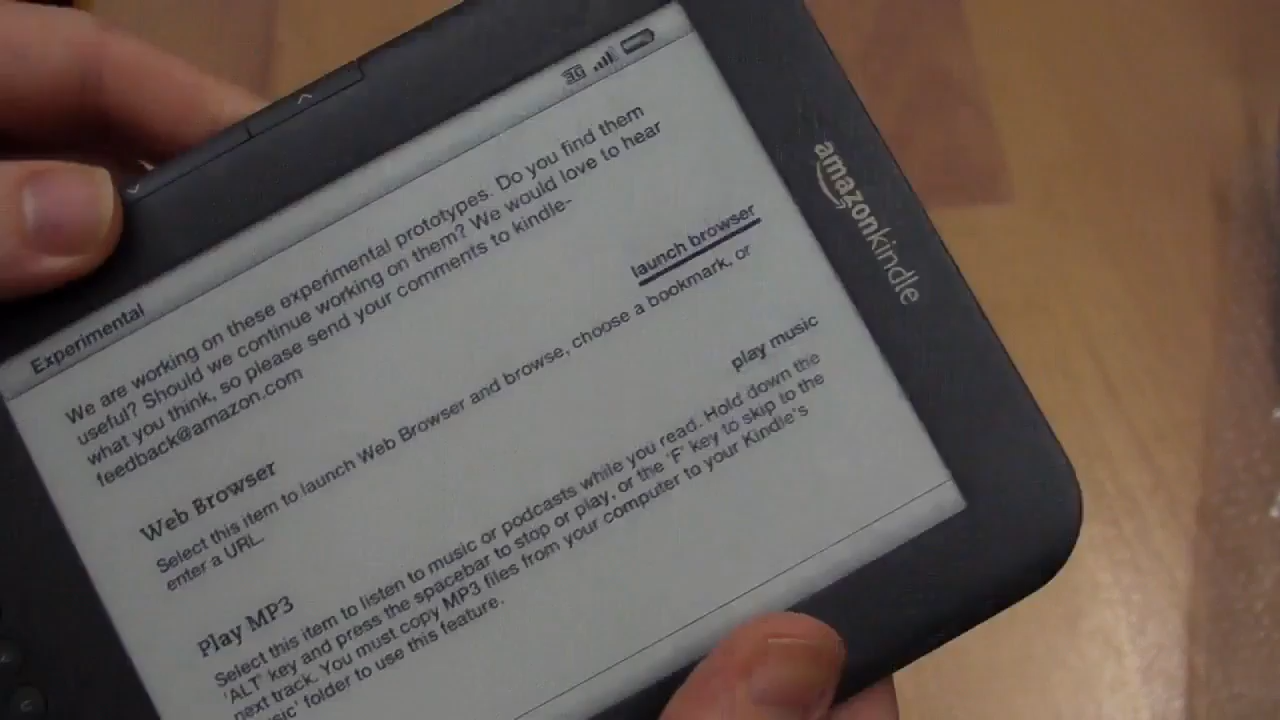 3G
Experimental
We are working on these experimental prototypes. Do you find them
useful? Should we continue working on them? We would love to hear
what you think, so please send your comments to kindle-
feedback@amazon.com
Web Browser
launch browser
Select this item to launch Web Browser and browse, choose a bookmark, or
enter a URL.
Play MP3
play music
Select this item to listen to music or podcasts while you read. Hold down the
'ALT' key and press the spacebar to stop or play, or the 'F' key to skip to the
next track. You must copy MP3 files from your computer to your Kindle's
folder to use this feature.
amazonkindle